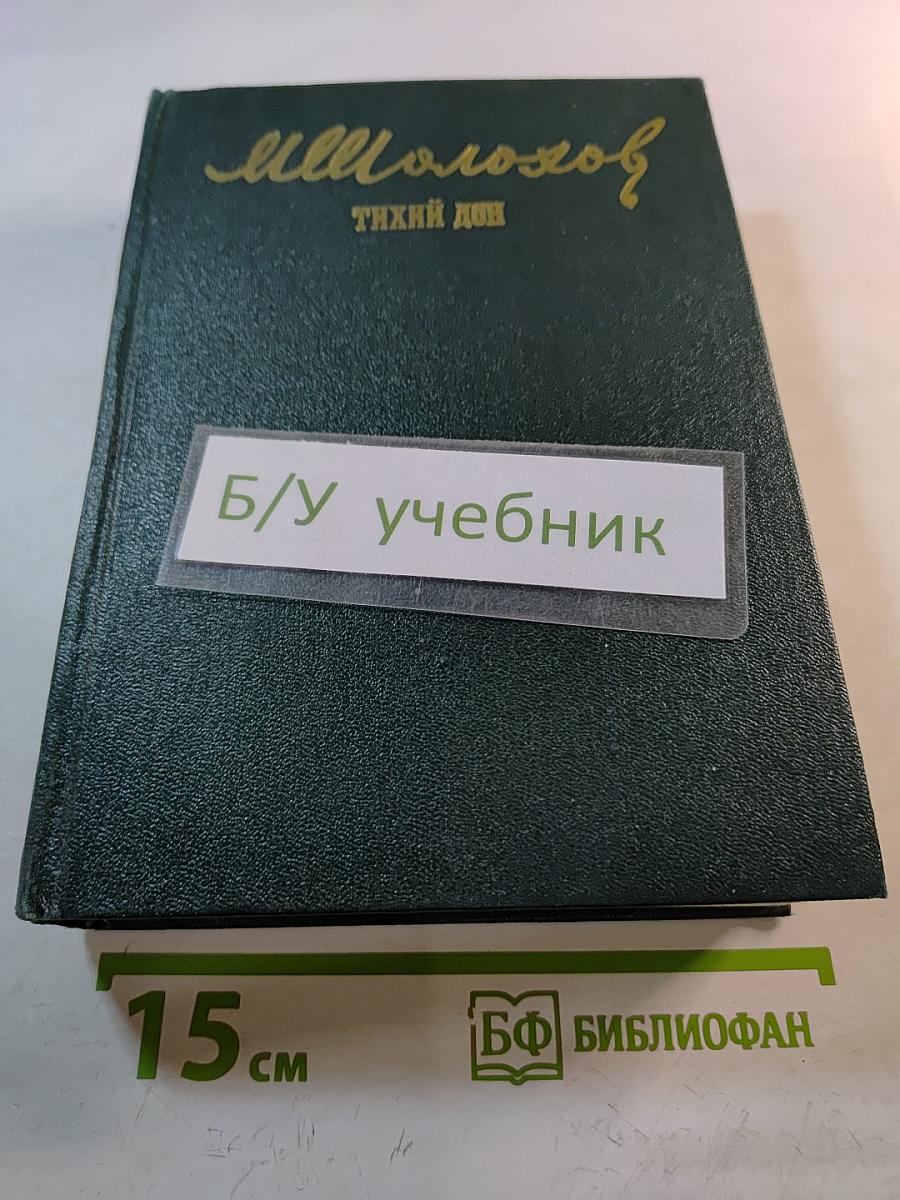 МШолохов
ТИХИЙ ДОН
Б/У учебник
15 см
БФ БИБЛИОФАН